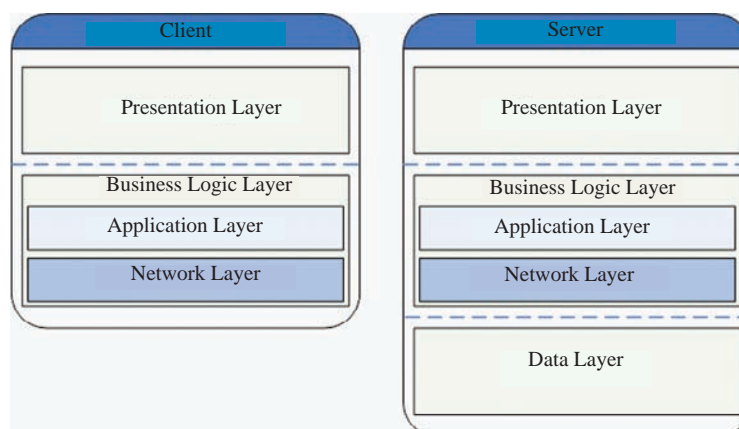 Client
Presentation Layer
Business Logic Layer
Application Layer
Network Layer
Server
Presentation Layer
Business Logic Layer
Application Layer
Network Layer
Data Layer